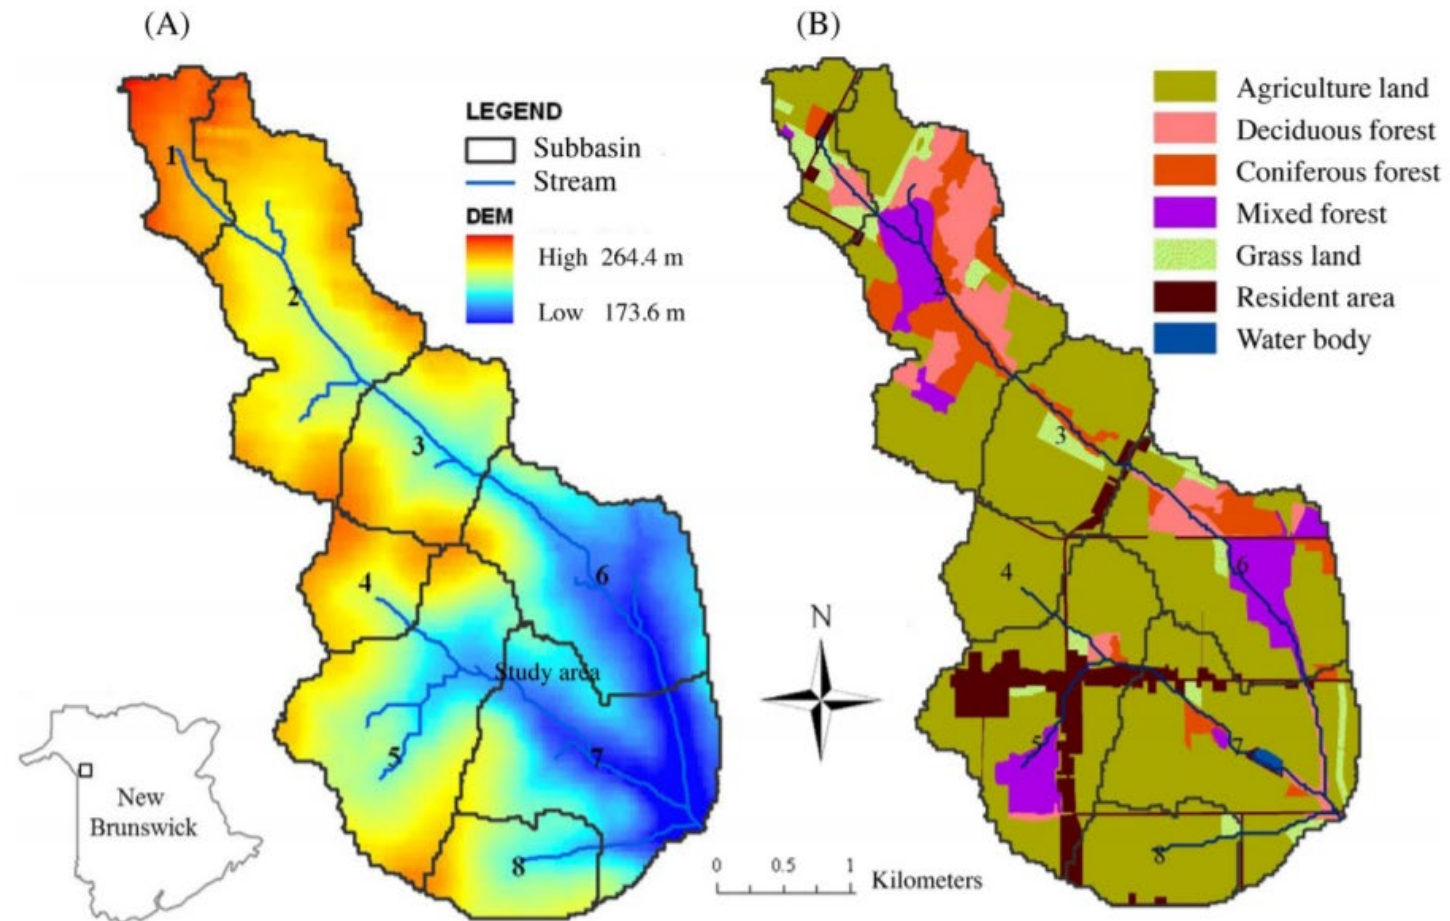 (A)
(B)
LEGEND
Subbasin
Stream
DEM
High 264.4 m
Low 173.6 m
Agriculture land
Deciduous forest
Coniferous forest
Mixed forest
Grass land
Resident area
Water body
1
2
3
4
5
6
7
8
Study area
2
3
4
5
6
7
8
N
New
Brunswick
0 0.5 1
Kilometers